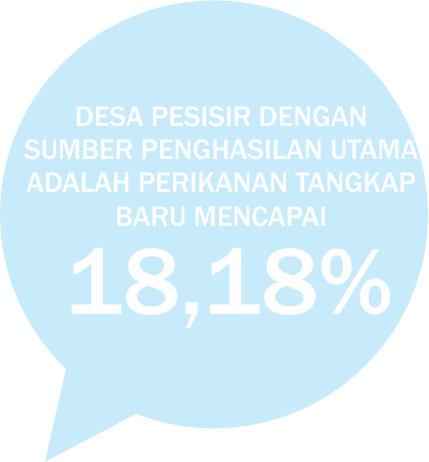 DESA PESISIR DENGAN
SUMBER PENGHASILAN UTAMA
ADALAH PERIKANAN TANGKAP
BARU MENCAPAI
18,18%